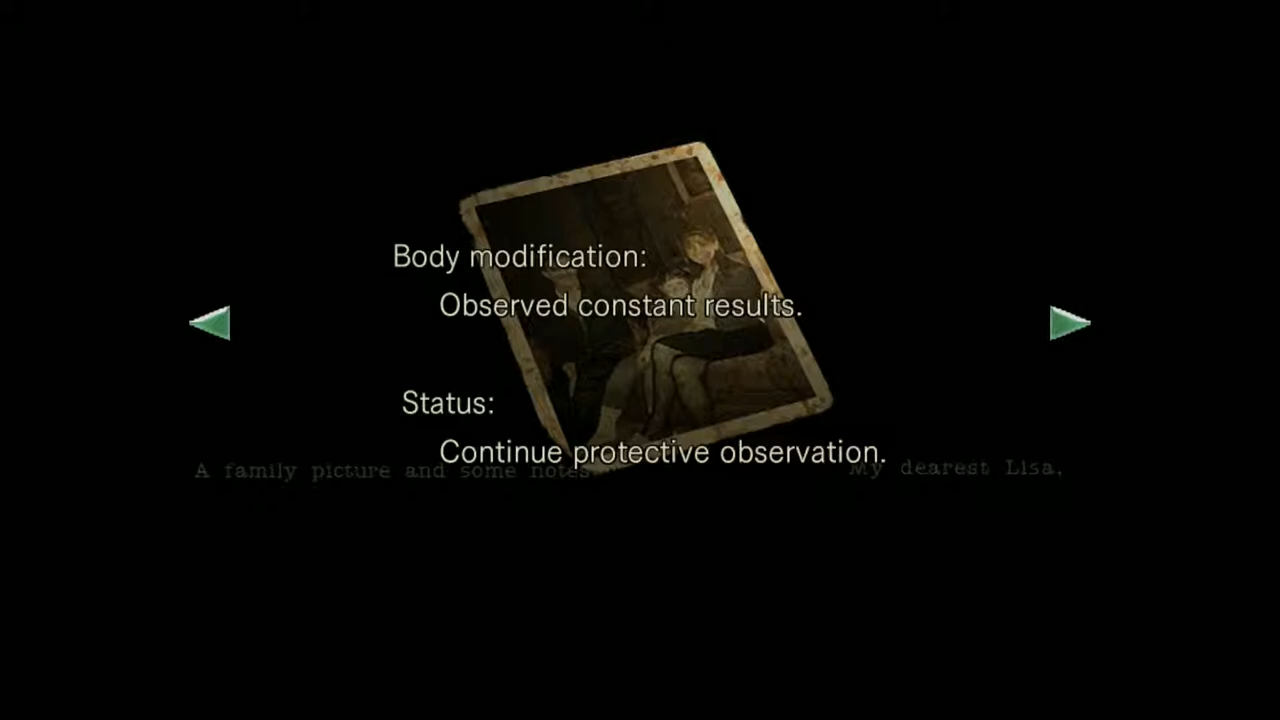 Body modification:
Observed constant results.
Status:
Continue protective observation.
A family picture and some notes.
My dearest Lisa,